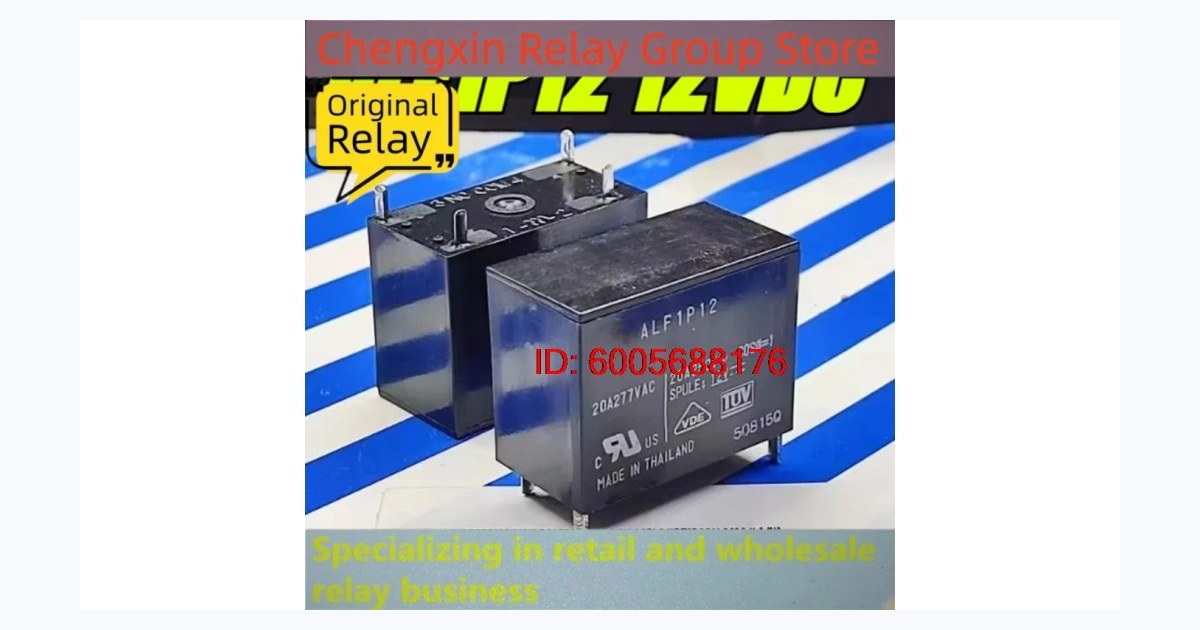 Chengxin Relay Group Store
Original
Relay
ALF1P12
ID: 6005688176
20A277VAC
SPULE:
VDE
TUV
C US
50815Q
MADE IN THAILAND
Specializing in retail and wholesale
relay business